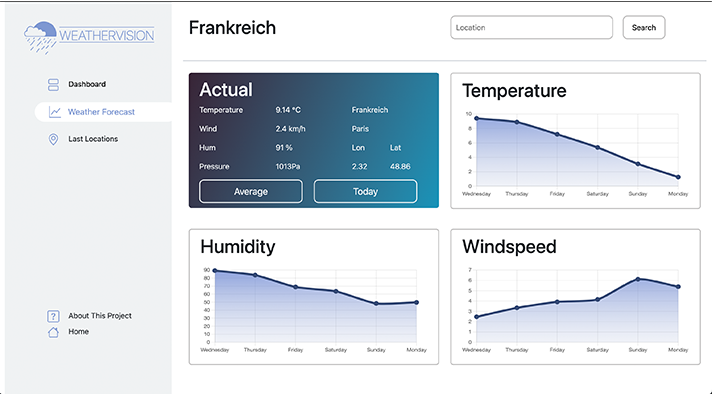 WEATHERVISION
Dashboard
Weather Forecast
Last Locations
About This Project
Home
Frankreich
Location
Search
Actual
Temperature 9.14 °C Frankreich
Wind 2.4 km/h Paris
Hum 91 % Lon Lat
Pressure 1013Pa 2.32 48.86
Average Today
Temperature
10
8
6
4
2
0
Wednesday Thursday Friday Saturday Sunday Monday
Humidity
90
80
70
60
50
40
30
20
10
0
Wednesday Thursday Friday Saturday Sunday Monday
Windspeed
7
6
5
4
3
2
1
0
Wednesday Thursday Friday Saturday Sunday Monday